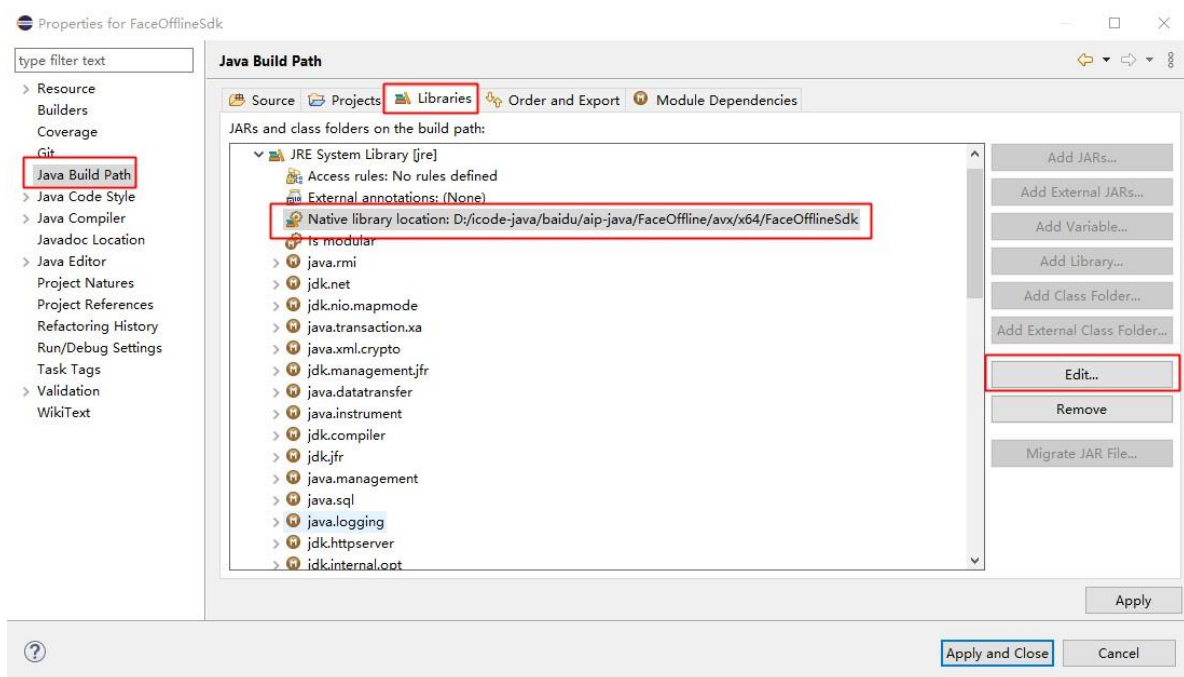 Properties for FaceOfflineSdk
type filter text
Resource
Builders
Coverage
Git
Java Build Path
Java Code Style
Java Compiler
Javadoc Location
Java Editor
Project Natures
Project References
Refactoring History
Run/Debug Settings
Task Tags
Validation
WikiText
Java Build Path
Source Projects Libraries Order and Export Module Dependencies
JARs and class folders on the build path:
JRE System Library [jre]
Access rules: No rules defined
External annotations: (None)
Native library location: D:/icode-java/baidu/aip-java/FaceOffline/avx/x64/FaceOfflineSdk
Is modular
java.rmi
jdk.net
jdk.nio.mapmode
java.transaction.xa
java.xml.crypto
jdk.management.jfr
java.datatransfer
java.instrument
jdk.compiler
jdk.jfr
java.management
java.sql
java.logging
jdk.httpserver
jdk.internal.opt
Add JARs...
Add External JARs...
Add Variable...
Add Library...
Add Class Folder...
Add External Class Folder...
Edit...
Remove
Migrate JAR File...
Apply
Apply and Close
Cancel